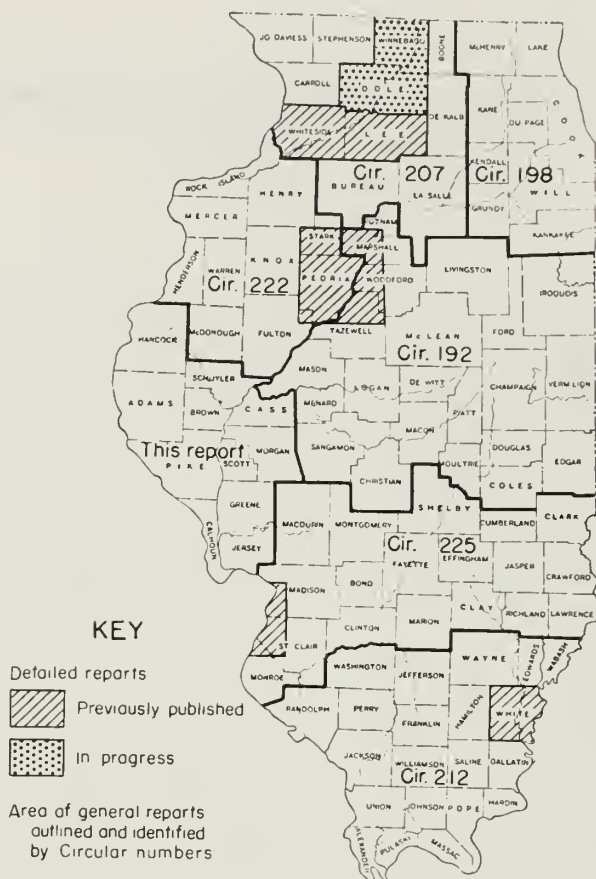 JO DAVIESS STEPHENSON WINNEBAGO BOONE McHENRY LAKE
CARROLL OGLE DE KALB KANE COOK
DU PAGE
WHITESIDE LEE
KENDALL
Cir. 207 Cir. 198
ROCK ISLAND HENRY BUREAU LA SALLE GRUNDY WILL
MERCER PUTNAM KANKAKEE
STARK MARSHALL
HENDERSON WARREN KNOX PEORIA WOODFORD LIVINGSTON IROQUOIS
Cir. 222
TAZEWELL McLEAN FORD
HANCOCK McDONOUGH FULTON Cir. 192
MASON
SCHUYLER LOGAN DE WITT CHAMPAIGN VERMILION
ADAMS BROWN CASS MENARD PIATT
MACON
This report MORGAN SANGAMON DOUGLAS
PIKE SCOTT MOULTRIE EDGAR
CHRISTIAN COLES
GREENE SHELBY
CALHOUN MACOUPIN MONTGOMERY CUMBERLAND CLARK
JERSEY Cir. 225
FAYETTE EFFINGHAM JASPER
CRAWFORD
MADISON BOND CLAY
RICHLAND LAWRENCE
CLINTON MARION
ST CLAIR
WAYNE EDWARDS WABASH
MONROE WASHINGTON JEFFERSON
RANDOLPH PERRY HAMILTON WHITE
FRANKLIN
JACKSON WILLIAMSON SALINE GALLATIN
Cir. 212
UNION JOHNSON POPE HARDIN
ALEXANDER PULASKI MASSAC
KEY
Detailed reports
Previously published
In progress
Area of general reports
outlined and identified
by Circular numbers